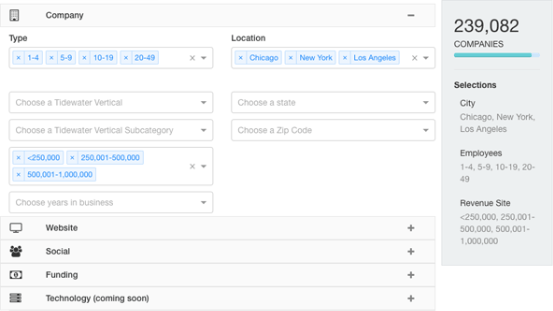 Company
Type
× 1-4 × 5-9 × 10-19 × 20-49 ×
Location
× Chicago × New York × Los Angeles ×
Choose a Tidewater Vertical
Choose a state
Choose a Tidewater Vertical Subcategory
Choose a Zip Code
× <250,000 × 250,001-500,000
× 500,001-1,000,000 ×
Choose years in business
Website
Social
Funding
Technology (coming soon)
239,082
COMPANIES
Selections
City
Chicago, New York,
Los Angeles
Employees
1-4, 5-9, 10-19, 20-
49
Revenue Site
<250,000, 250,001-
500,000, 500,001-
1,000,000